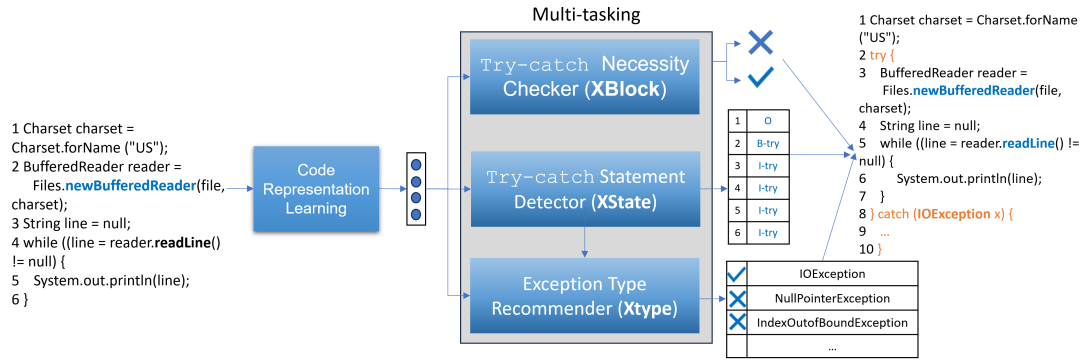 Multi-tasking
1 Charset charset =
Charset.forName ("US");
2 BufferedReader reader =
Files.newBufferedReader(file,
charset);
3 String line = null;
4 while ((line = reader.readLine()
!= null) {
5 System.out.println(line);
6 }
Code
Representation
Learning
Try-catch Necessity
Checker (XBlock)
Try-catch Statement
Detector (XState)
Exception Type
Recommender (Xtype)
1 O
2 B-try
3 I-try
4 I-try
5 I-try
6 I-try
IOException
NullPointerException
IndexOutofBoundException
...
1 Charset charset = Charset.forName
("US");
2 try {
3 BufferedReader reader =
Files.newBufferedReader(file,
charset);
4 String line = null;
5 while ((line = reader.readLine() !=
null) {
6 System.out.println(line);
7 }
8 } catch (IOException x) {
9 ...
10 }